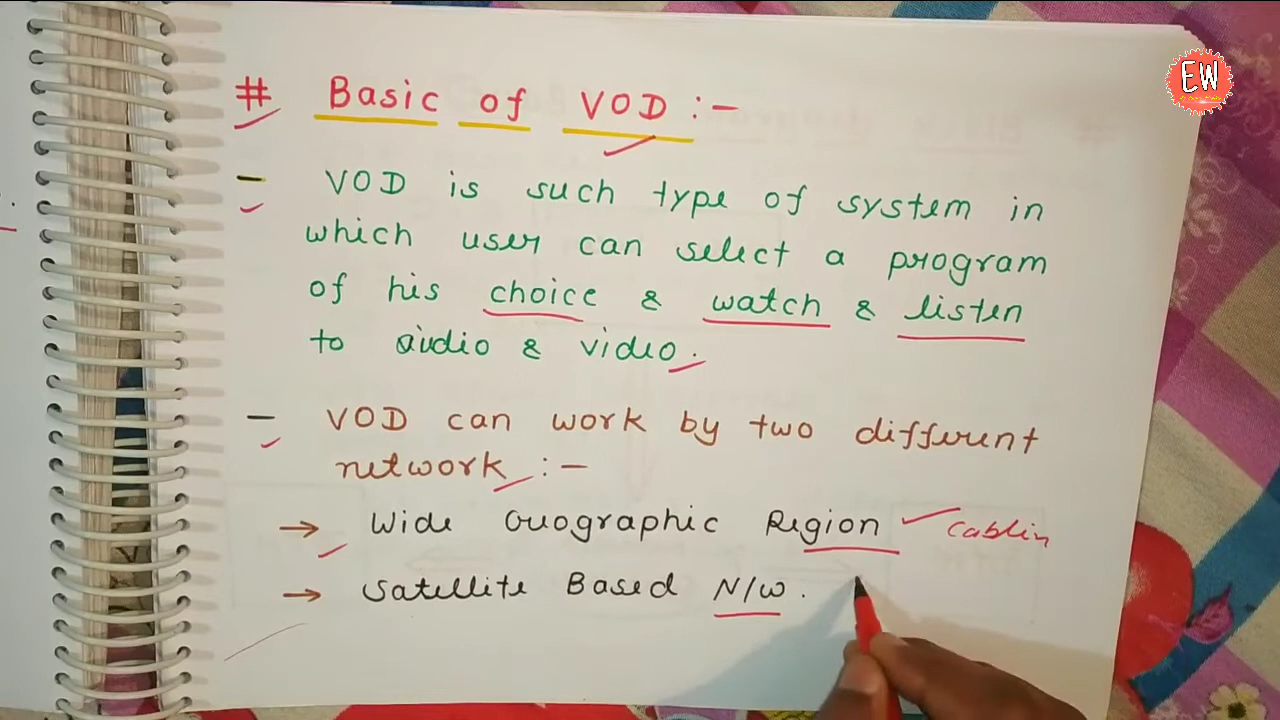 EW
# Basic of VOD :-
- VOD is such type of system in
which user can select a program
of his choice & watch & listen
to audio & video.
- VOD can work by two different
network :-
→ Wide Geographic Region ✓ Cablin
→ Satellite Based N/W.